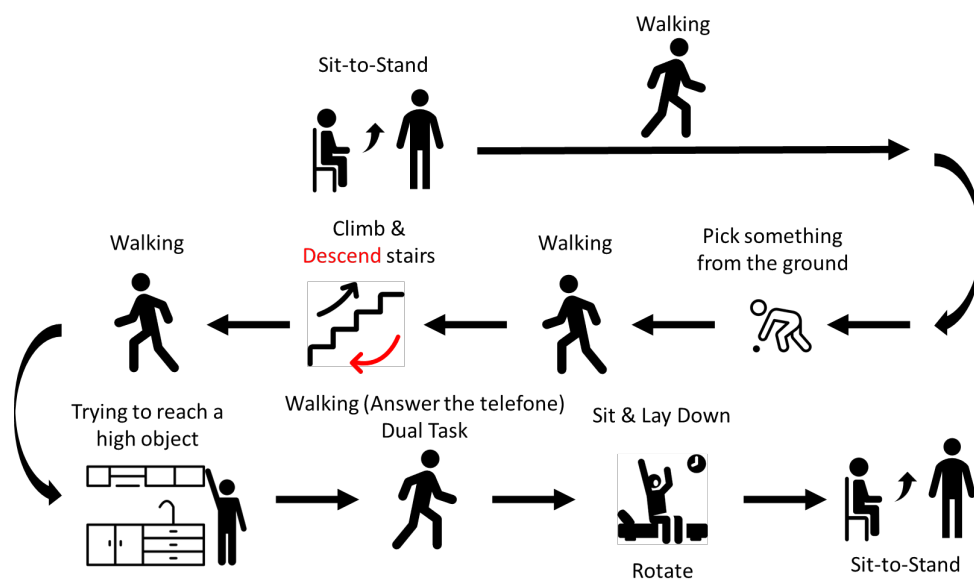 Walking
Sit-to-Stand
Climb &
Descend stairs
Walking
Walking
Pick something
from the ground
Trying to reach a
high object
Walking (Answer the telefone)
Dual Task
Sit & Lay Down
Rotate
Sit-to-Stand